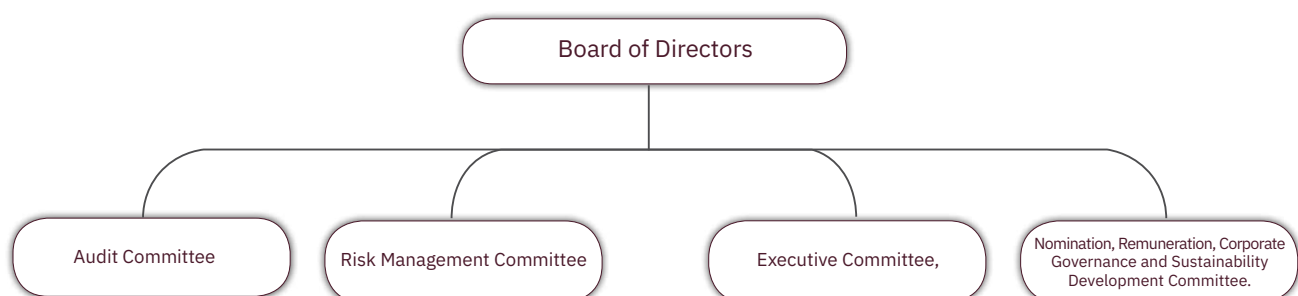 Board of Directors
Audit Committee
Risk Management Committee
Executive Committee,
Nomination, Remuneration, Corporate
Governance and Sustainability
Development Committee.